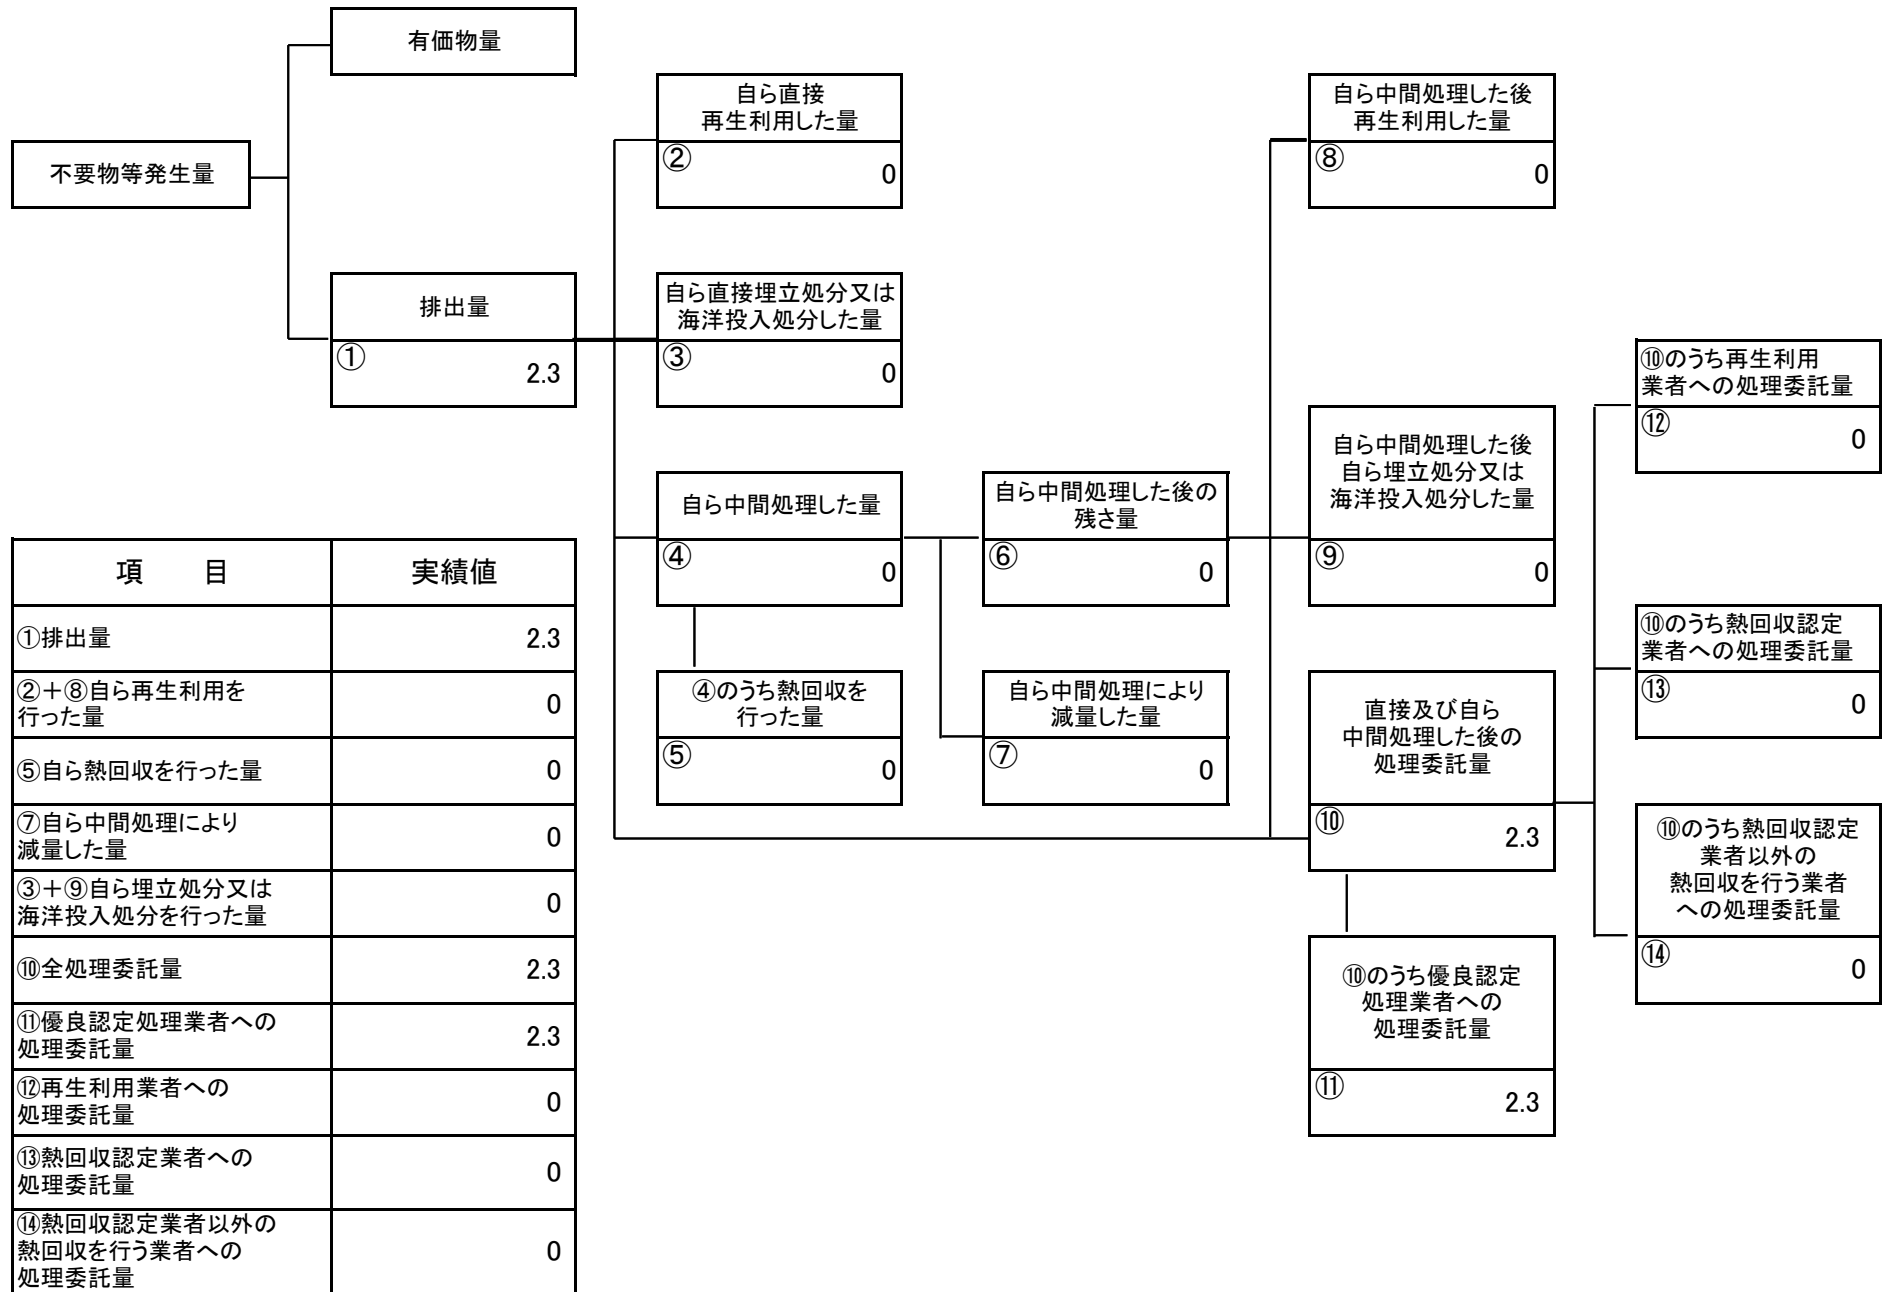 有価物量
不要物等発生量
排出量
①
2.3
自ら直接
再生利用した量
②
0
自ら直接埋立処分又は
海洋投入処分した量
③
0
自ら中間処理した量
④
0
④のうち熱回収を
行った量
⑤
0
自ら中間処理した後の
残さ量
⑥
0
自ら中間処理により
減量した量
⑦
0
自ら中間処理した後
再生利用した量
⑧
0
自ら中間処理した後
自ら埋立処分又は
海洋投入処分した量
⑨
0
直接及び自ら
中間処理した後の
処理委託量
⑩
2.3
⑩のうち優良認定
処理業者への
処理委託量
⑪
2.3
⑩のうち再生利用
業者への処理委託量
⑫
0
⑩のうち熱回収認定
業者への処理委託量
⑬
0
⑩のうち熱回収認定
業者以外の
熱回収を行う業者
への処理委託量
⑭
0
項　目 実績値
①排出量 2.3
②＋⑧自ら再生利用を
行った量 0
⑤自ら熱回収を行った量 0
⑦自ら中間処理により
減量した量 0
③＋⑨自ら埋立処分又は
海洋投入処分を行った量 0
⑩全処理委託量 2.3
⑪優良認定処理業者への
処理委託量 2.3
⑫再生利用業者への
処理委託量 0
⑬熱回収認定業者への
処理委託量 0
⑭熱回収認定業者以外の
熱回収を行う業者への
処理委託量 0